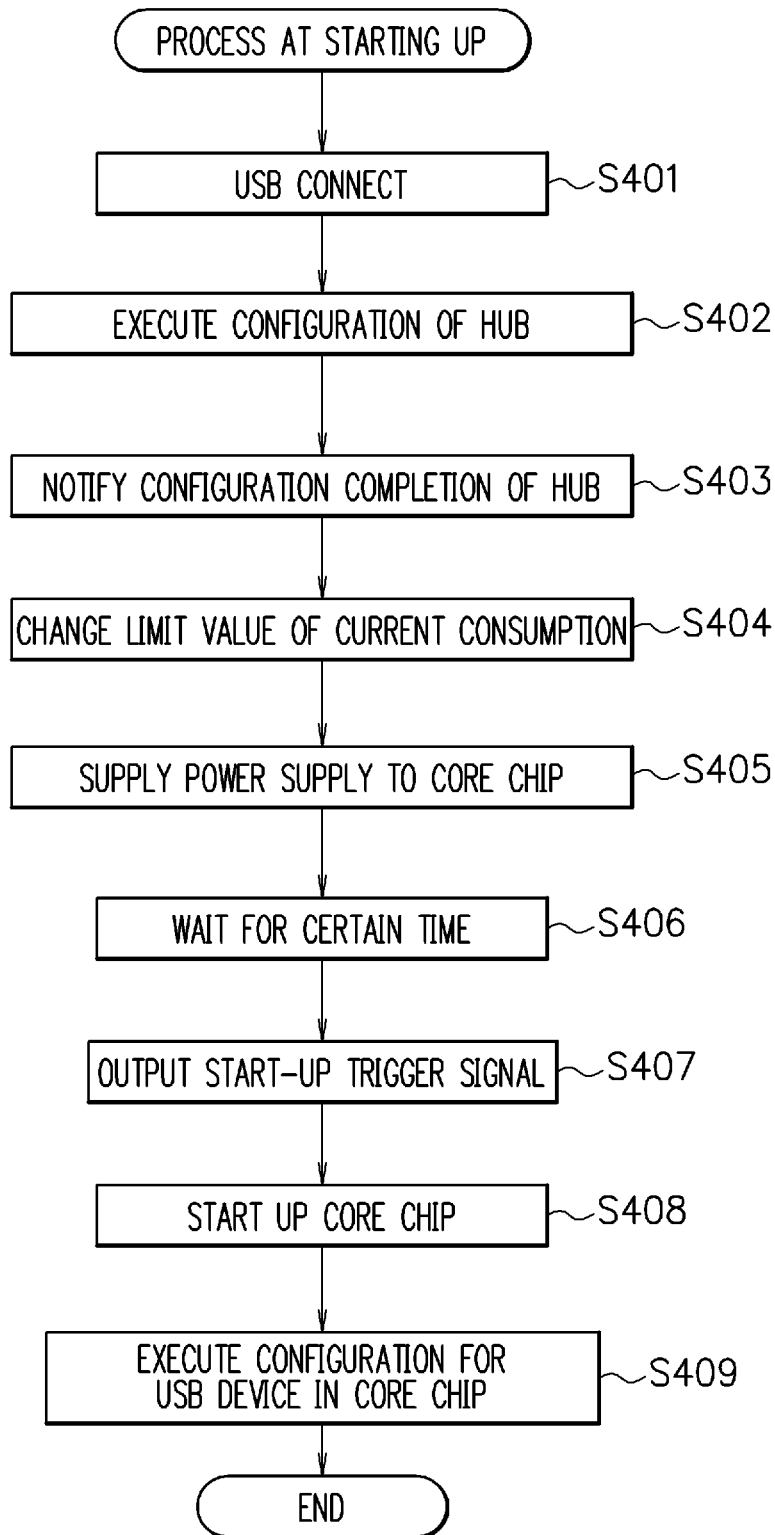 PROCESS AT STARTING UP
USB CONNECT
S401
EXECUTE CONFIGURATION OF HUB
S402
NOTIFY CONFIGURATION COMPLETION OF HUB
S403
CHANGE LIMIT VALUE OF CURRENT CONSUMPTION
S404
SUPPLY POWER SUPPLY TO CORE CHIP
S405
WAIT FOR CERTAIN TIME
S406
OUTPUT START-UP TRIGGER SIGNAL
S407
START UP CORE CHIP
S408
EXECUTE CONFIGURATION FOR
USB DEVICE IN CORE CHIP
S409
END